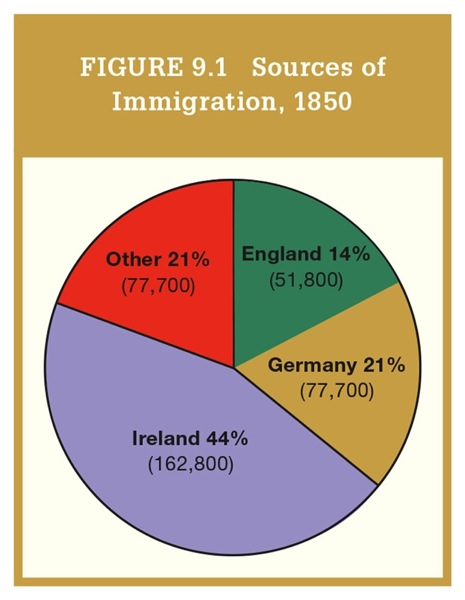 FIGURE 9.1 Sources of
Immigration, 1850
Other 21%
(77,700)
England 14%
(51,800)
Germany 21%
(77,700)
Ireland 44%
(162,800)